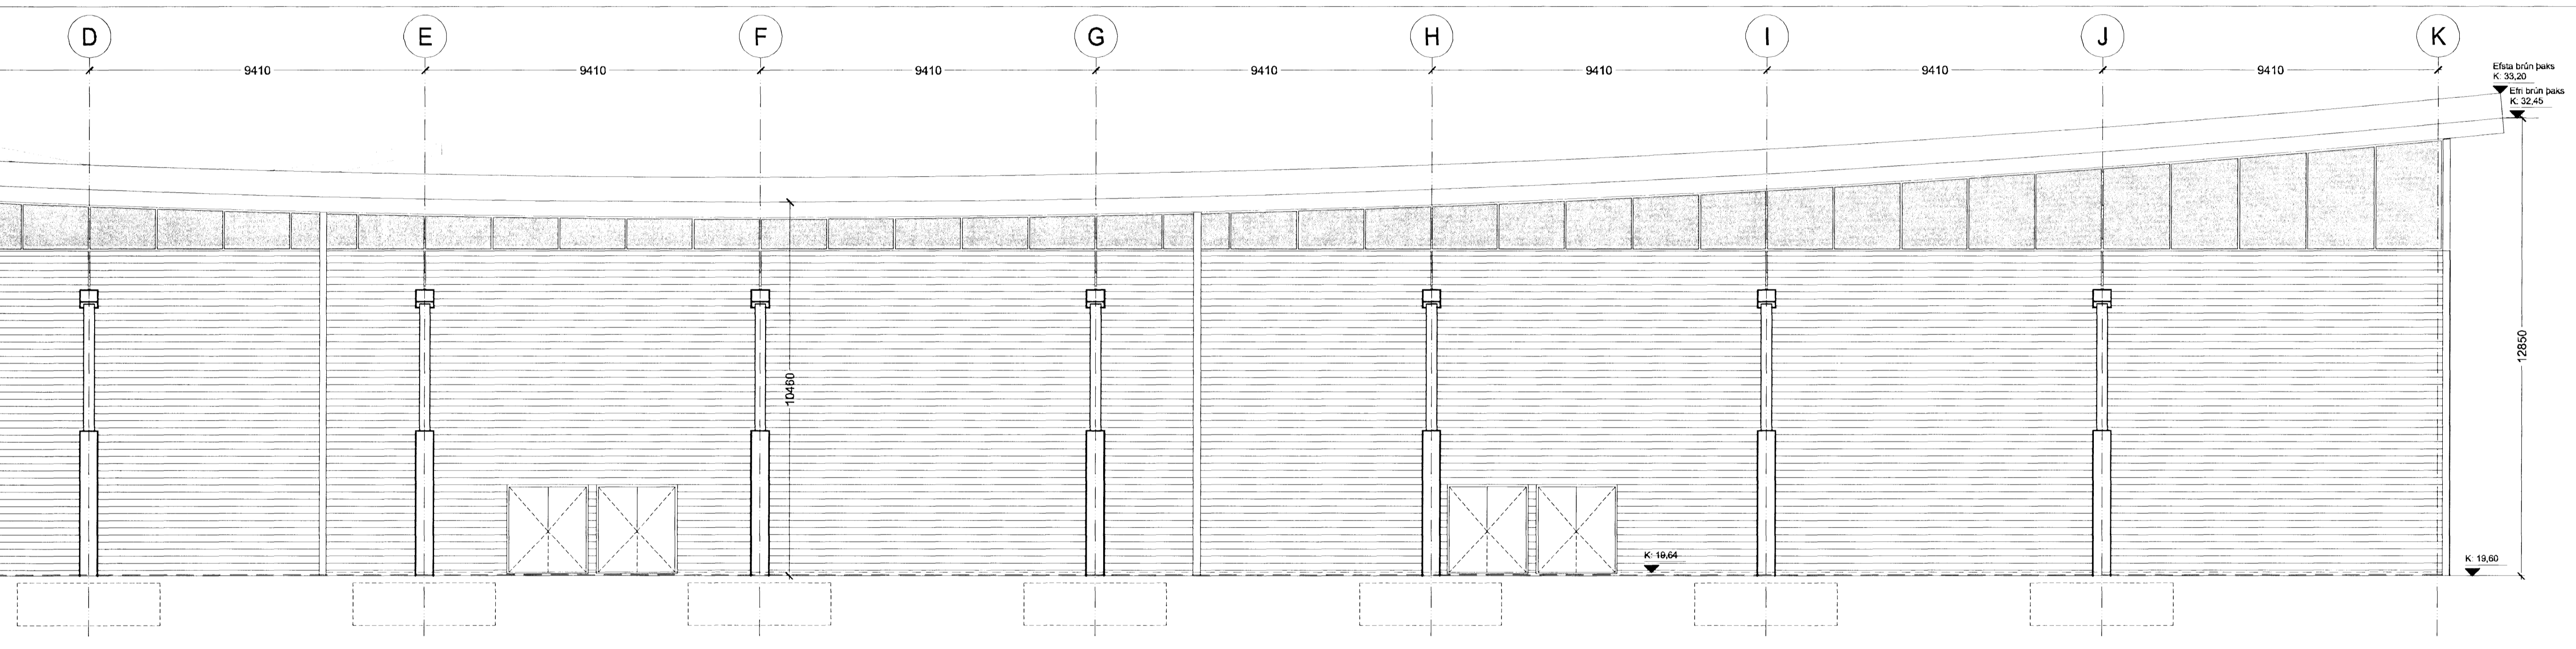 D E F G H I J K
9410 9410 9410 9410 9410 9410 9410
Efsta brún þaks
K: 33,20
Efri brún þaks
K: 32,45
10460
12850
K: 19,64
K: 19,60